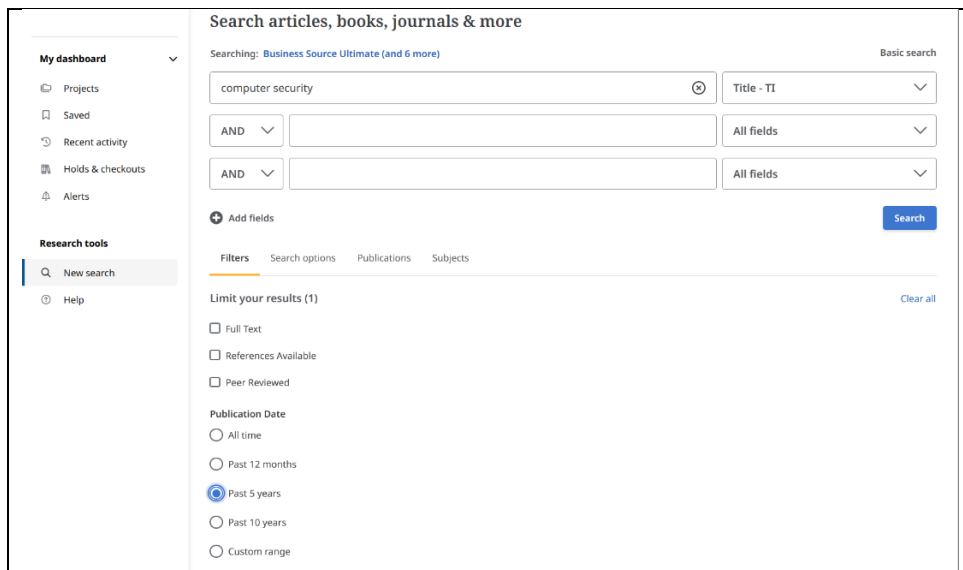 Search articles, books, journals & more
My dashboard
Projects
Saved
Recent activity
Holds & checkouts
Alerts
Research tools
New search
Help
Searching: Business Source Ultimate (and 6 more)
Basic search
computer security
Title - TI
AND
All fields
AND
All fields
Add fields
Search
Filters Search options Publications Subjects
Limit your results (1)
Clear all
Full Text
References Available
Peer Reviewed
Publication Date
All time
Past 12 months
Past 5 years
Past 10 years
Custom range